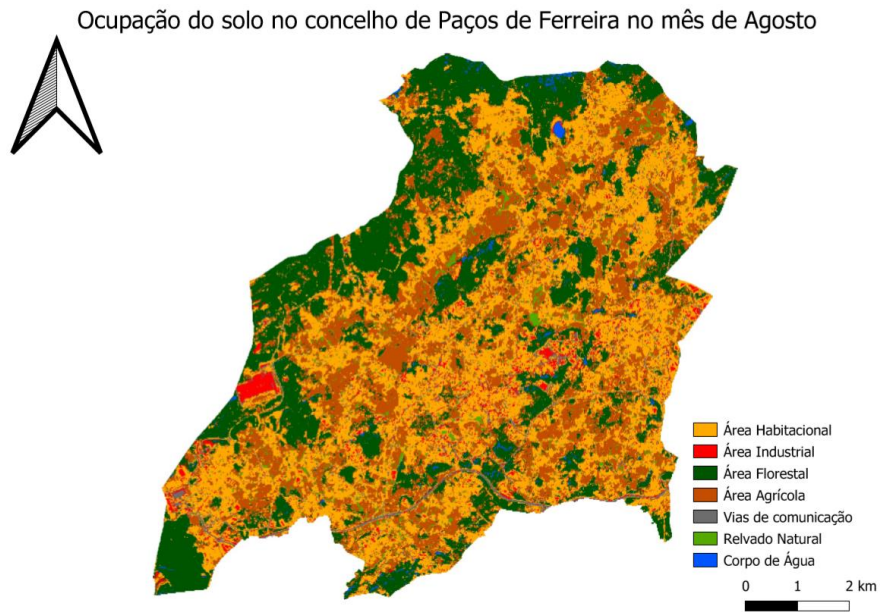 Ocupação do solo no concelho de Paços de Ferreira no mês de Agosto
Área Habitacional
Área Industrial
Área Florestal
Área Agrícola
Vias de comunicação
Relvado Natural
Corpo de Água
0 1 2 km